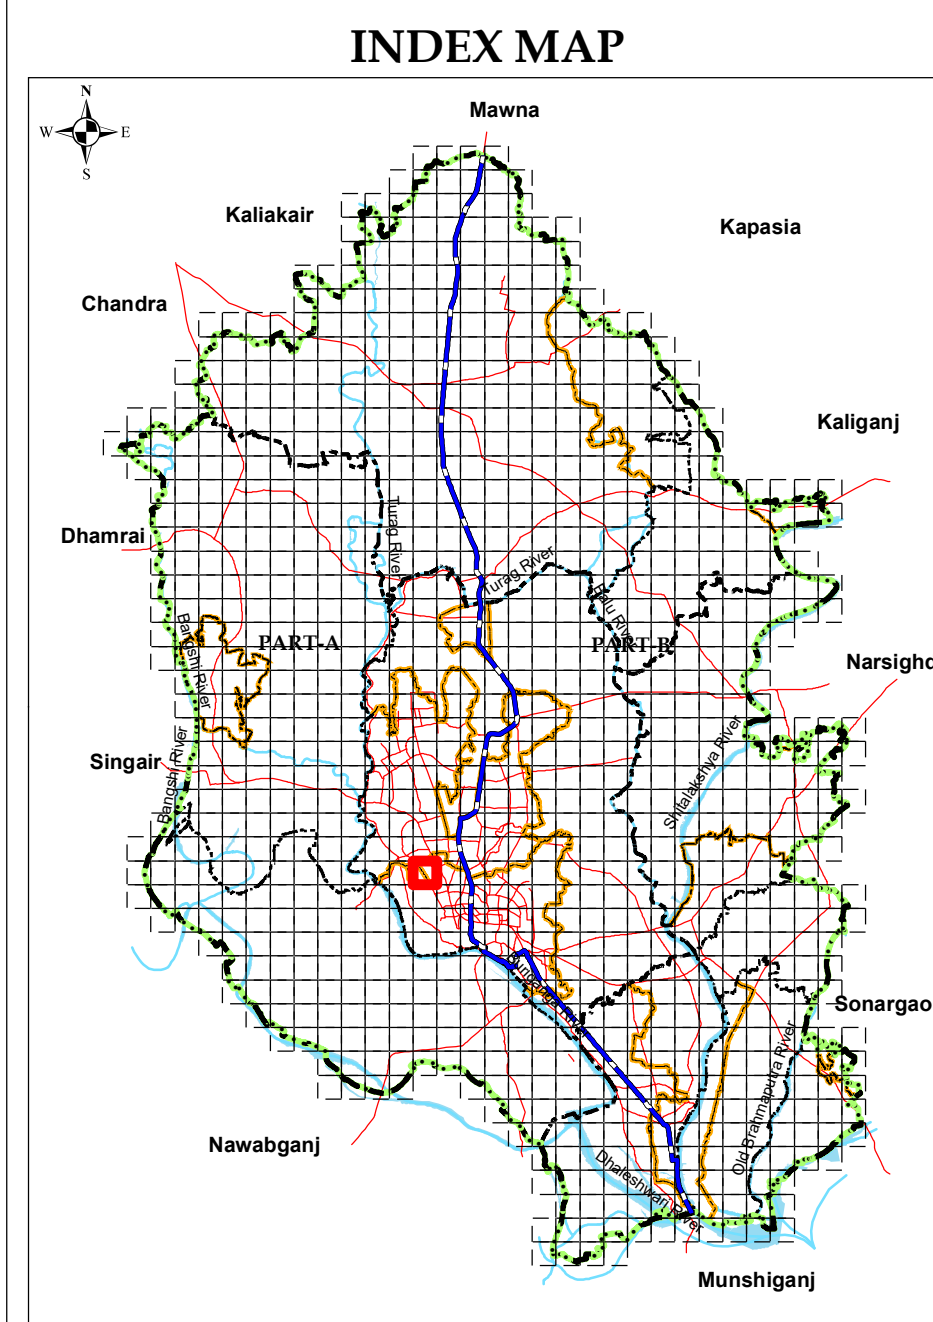 INDEX MAP
N
W E
S
Mawna
Kaliakair
Kapasia
Chandra
Kaliganj
Dhamrai
Turag River
Turag River
Balu River
Bangshi River
PART-A
PART-B
Narsighd
Singair
Bangshi River
Shitalakshya River
Buriganga River
Sonargao
Old Brahmaputra River
Nawabganj
Dhaleshwari River
Munshiganj